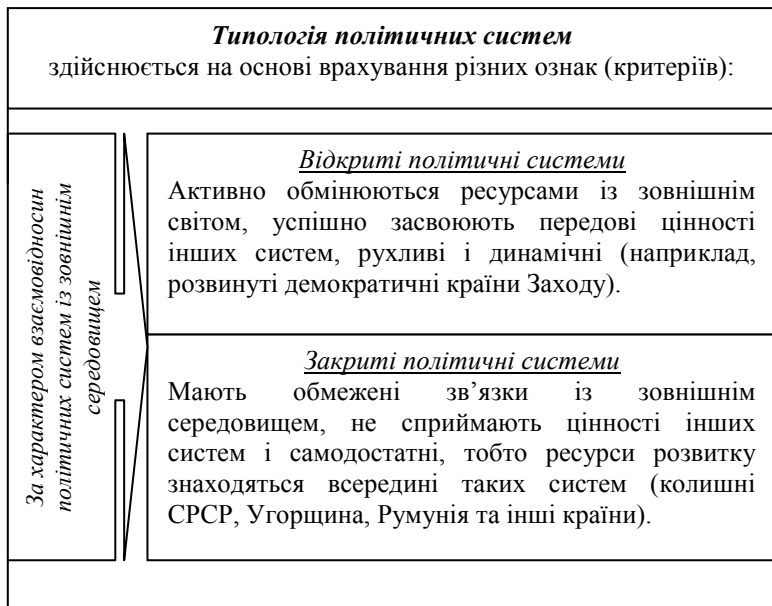 Типологія політичних систем
здійснюється на основі врахування різних ознак (критеріїв):
За характером взаємовідносин
політичних систем із зовнішнім
середовищем
Відкриті політичні системи
Активно обмінюються ресурсами із зовнішнім
світом, успішно засвоюють передові цінності
інших систем, рухливі і динамічні (наприклад,
розвинуті демократичні країни Заходу).
Закриті політичні системи
Мають обмежені зв’язки із зовнішнім
середовищем, не сприймають цінності інших
систем і самодостатні, тобто ресурси розвитку
знаходяться всередині таких систем (колишні
СРСР, Угорщина, Румунія та інші країни).